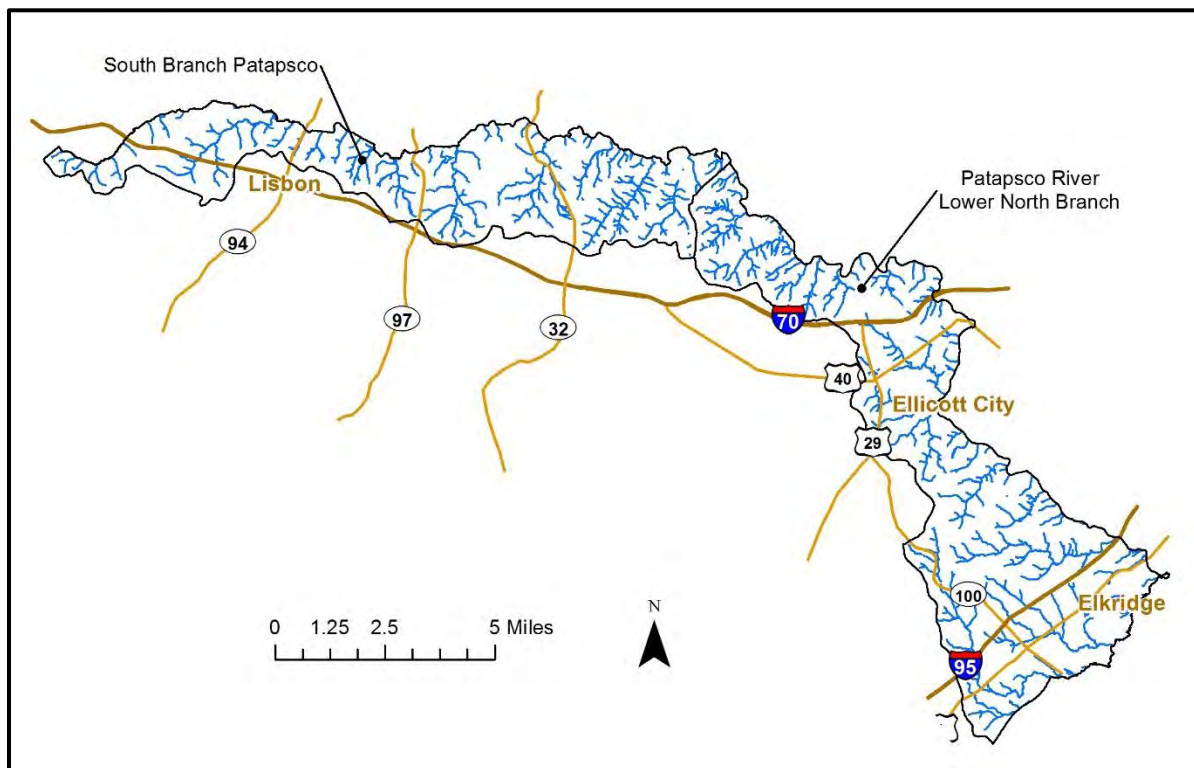 South Branch Patapsco
Patapsco River
Lower North Branch
Lisbon
94
97
32
70
40
Ellicott City
29
100
Elkridge
95
N
0 1.25 2.5 5 Miles